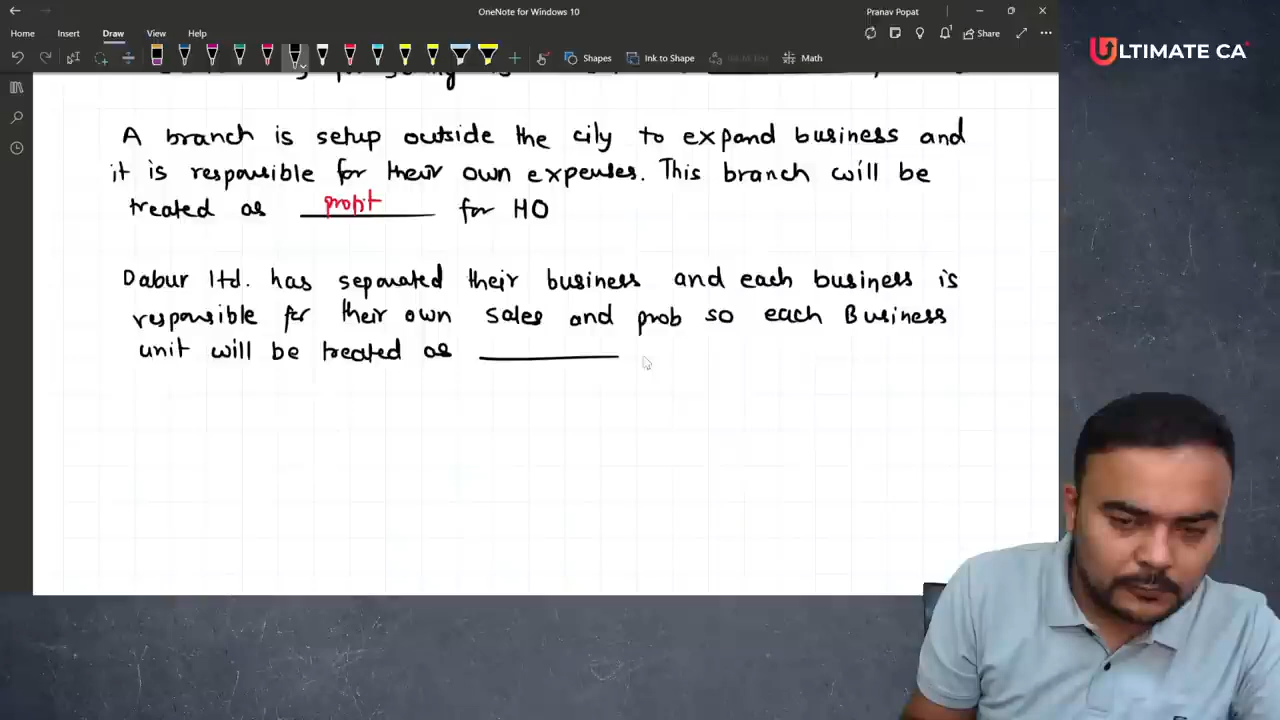 OneNote for Windows 10
Pranav Popat
Home Insert Draw View Help
Share
Shapes
Ink to Shape
Math
ULTIMATE CA
A branch is setup outside the city to expand business and
it is responsible for their own expenses. This branch will be
treated as profit for HO
Dabur ltd. has separated their business and each business is
responsible for their own sales and prob so each Business
unit will be treated as